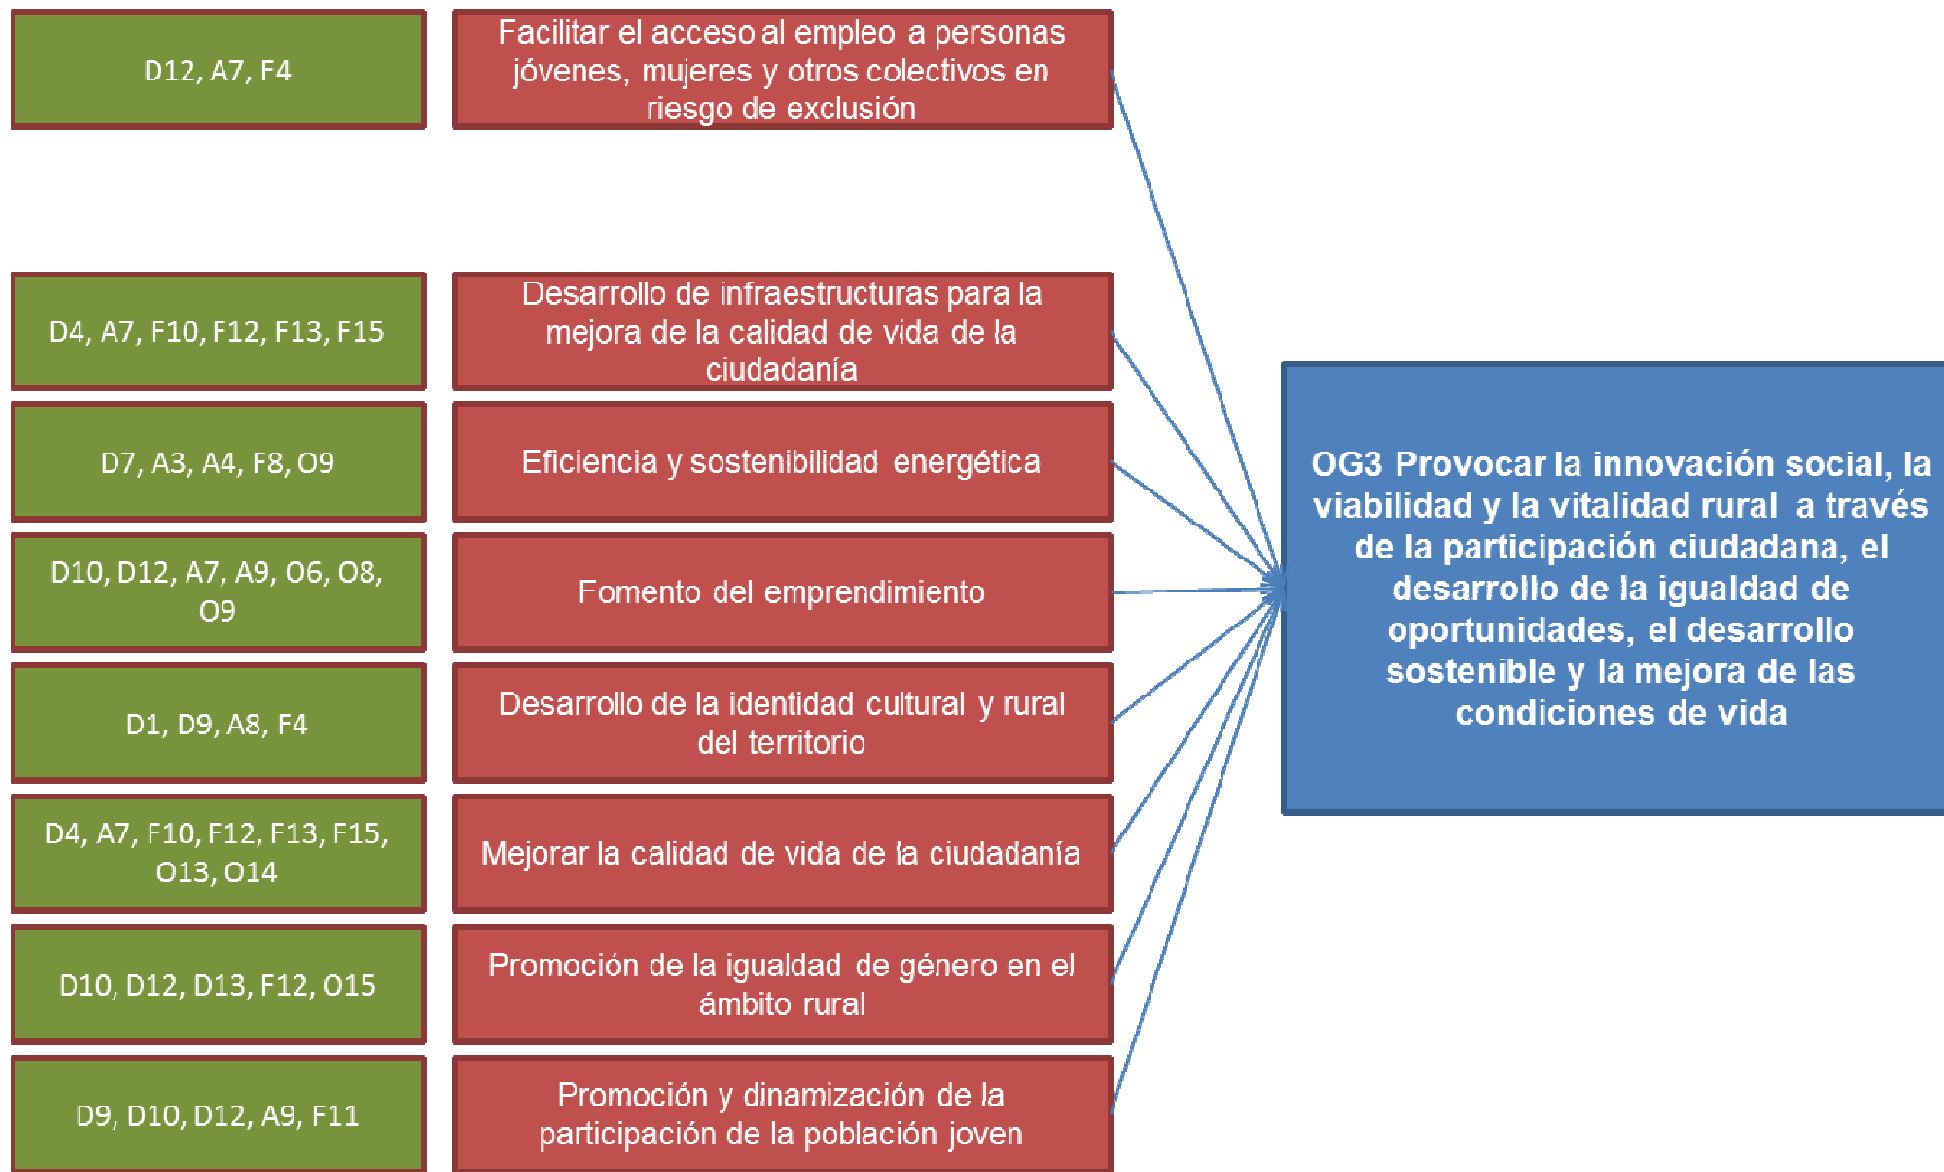 D12, A7, F4
Facilitar el acceso al empleo a personas
jóvenes, mujeres y otros colectivos en
riesgo de exclusión
D4, A7, F10, F12, F13, F15
Desarrollo de infraestructuras para la
mejora de la calidad de vida de la
ciudadanía
D7, A3, A4, F8, O9
Eficiencia y sostenibilidad energética
D10, D12, A7, A9, O6, O8,
O9
Fomento del emprendimiento
D1, D9, A8, F4
Desarrollo de la identidad cultural y rural
del territorio
D4, A7, F10, F12, F13, F15,
O13, O14
Mejorar la calidad de vida de la ciudadanía
D10, D12, D13, F12, O15
Promoción de la igualdad de género en el
ámbito rural
D9, D10, D12, A9, F11
Promoción y dinamización de la
participación de la población joven
OG3 Provocar la innovación social, la
viabilidad y la vitalidad rural a través
de la participación ciudadana, el
desarrollo de la igualdad de
oportunidades, el desarrollo
sostenible y la mejora de las
condiciones de vida